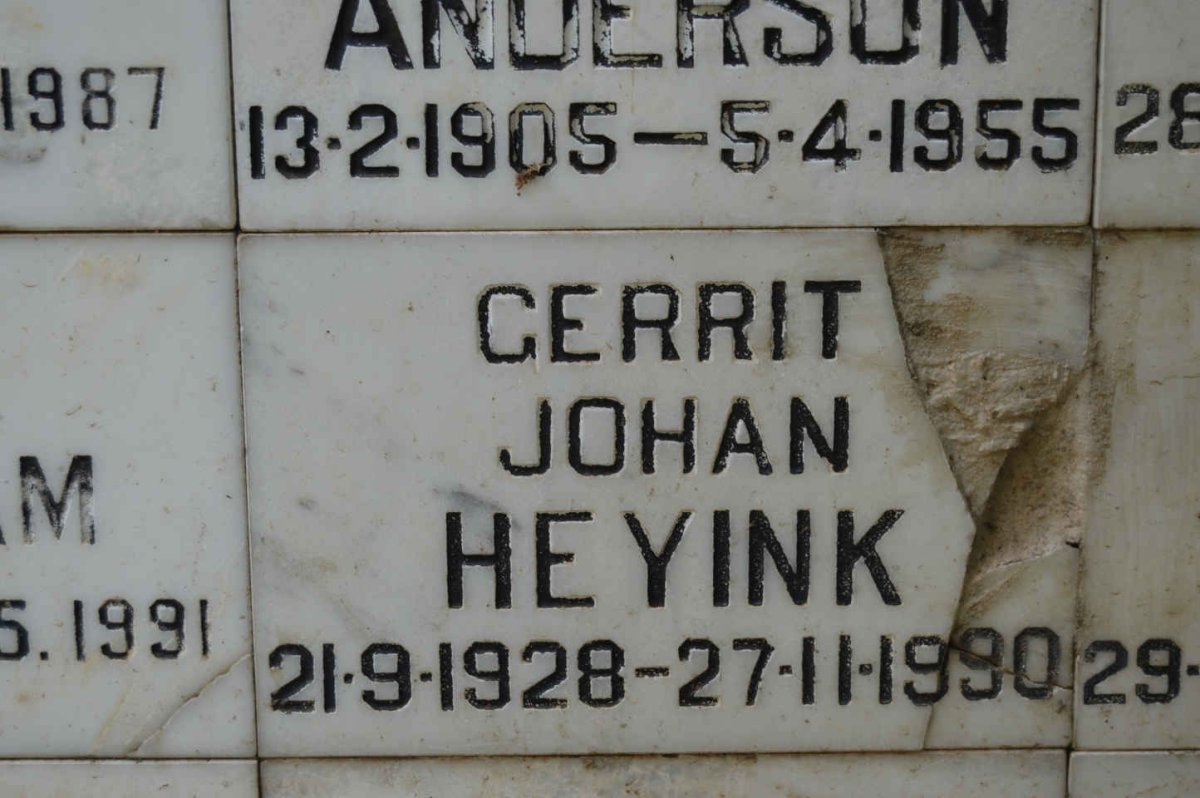 ANDERSON
1987
13·2·1905–5·4·1955
28
GERRIT
JOHAN
HEYINK
AM
5.1991
21·9·1928–27·11·1990
29·